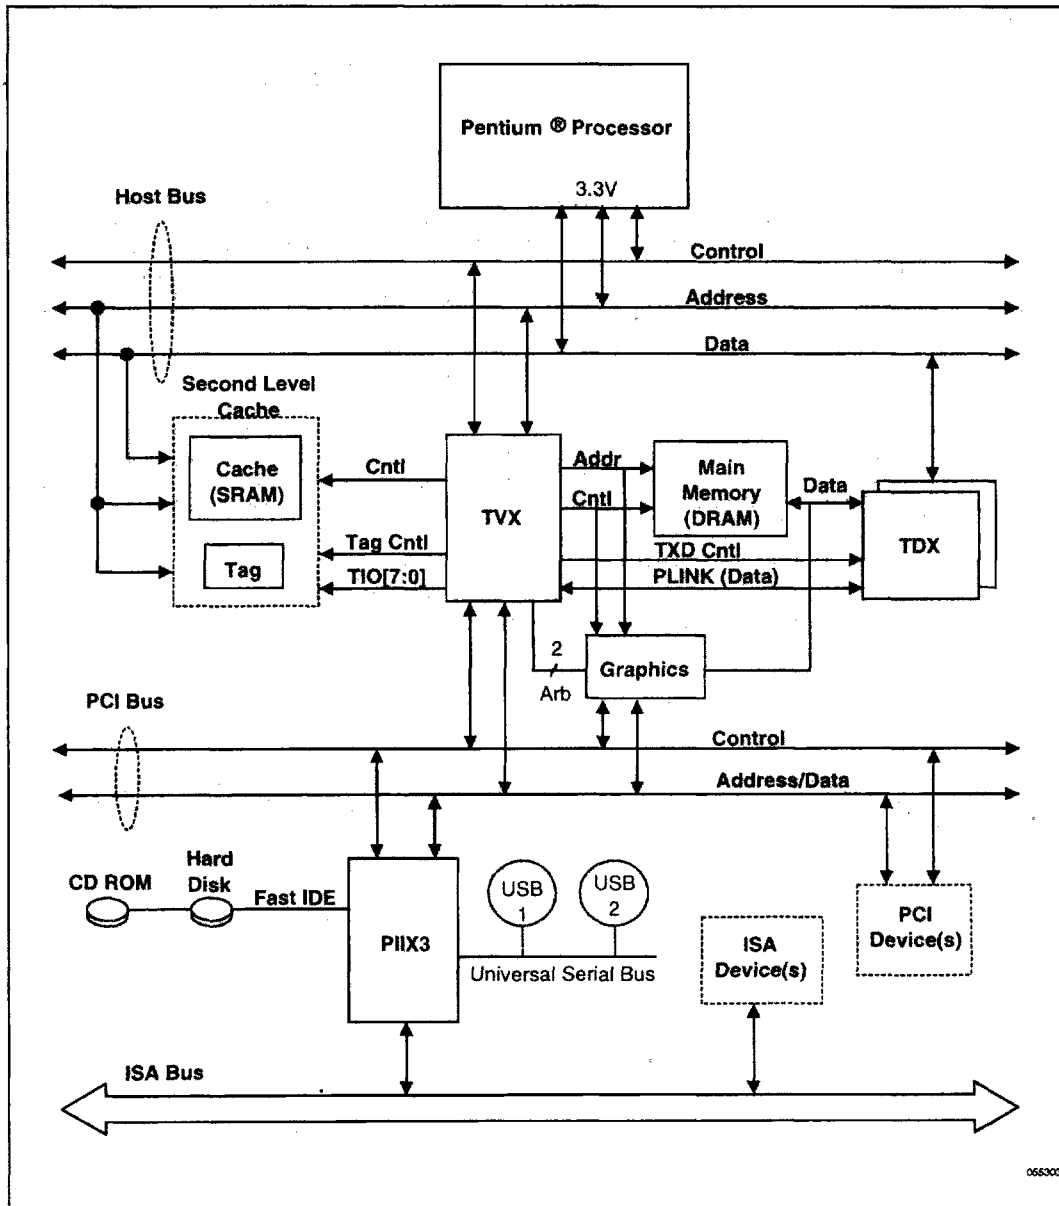 Pentium ® Processor
3.3V
Host Bus
Control
Address
Data
Second Level
Cache
Cache
(SRAM)
Tag
Cntl
Tag Cntl
TIO[7:0]
TVX
Addr
Cntl
Main
Memory
(DRAM)
Data
TDX
TXD Cntl
PLINK (Data)
2
Arb
Graphics
PCI Bus
Control
Address/Data
CD ROM
Hard
Disk
Fast IDE
PIIX3
USB
1
USB
2
Universal Serial Bus
ISA
Device(s)
PCI
Device(s)
ISA Bus
055303